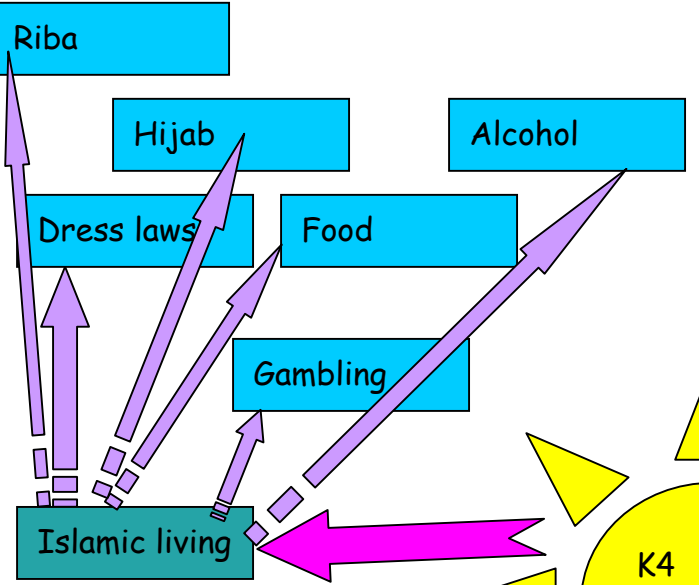 Riba
Hijab
Alcohol
Dress laws
Food
Gambling
Islamic living
K4